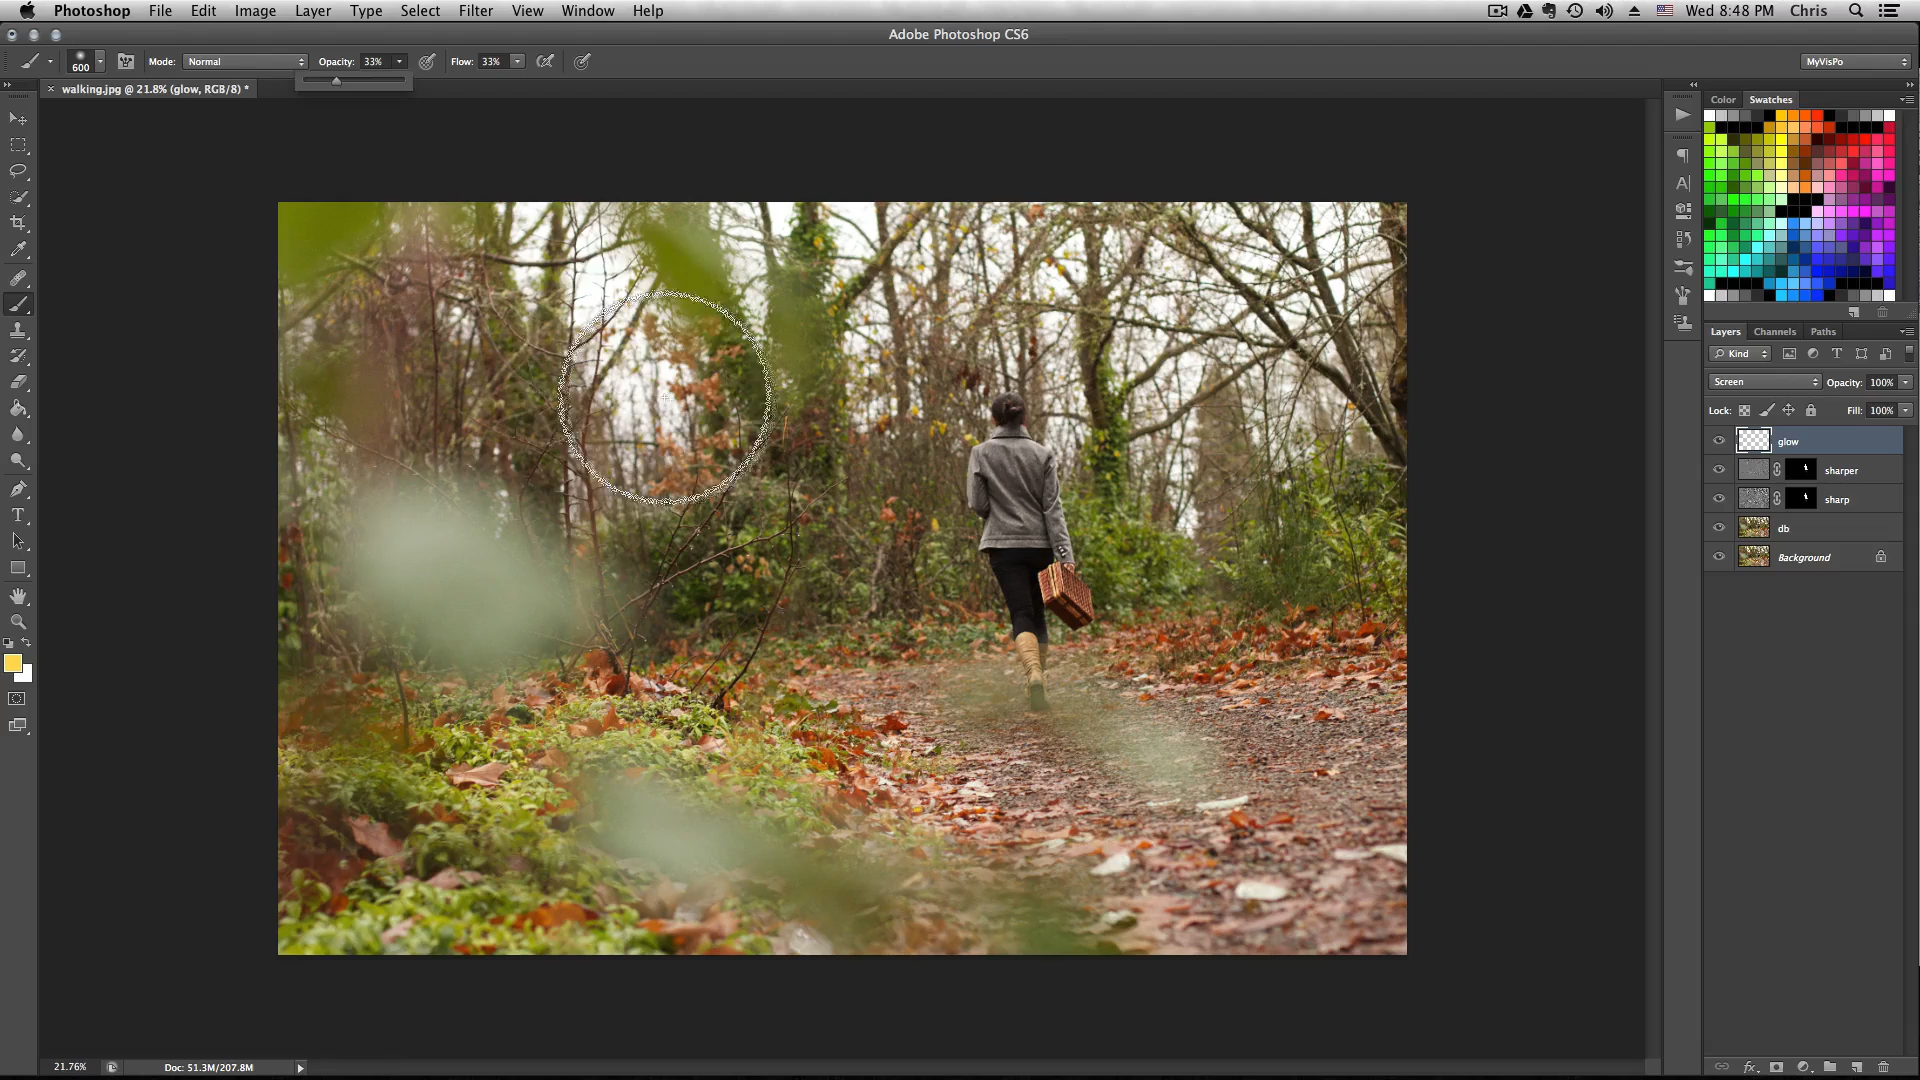 Photoshop File Edit Image Layer Type Select Filter View Window Help Wed 8:48 PM Chris
Adobe Photoshop CS6
600 Mode: Normal Opacity: 33% Flow: 33% MyVisPo
walking.jpg @ 21.8% (glow, RGB/8) *
Color Swatches
Layers Channels Paths
Kind
Screen Opacity: 100%
Lock: Fill: 100%
glow
sharper
sharp
db
Background
21.76% Doc: 51.3M/207.8M